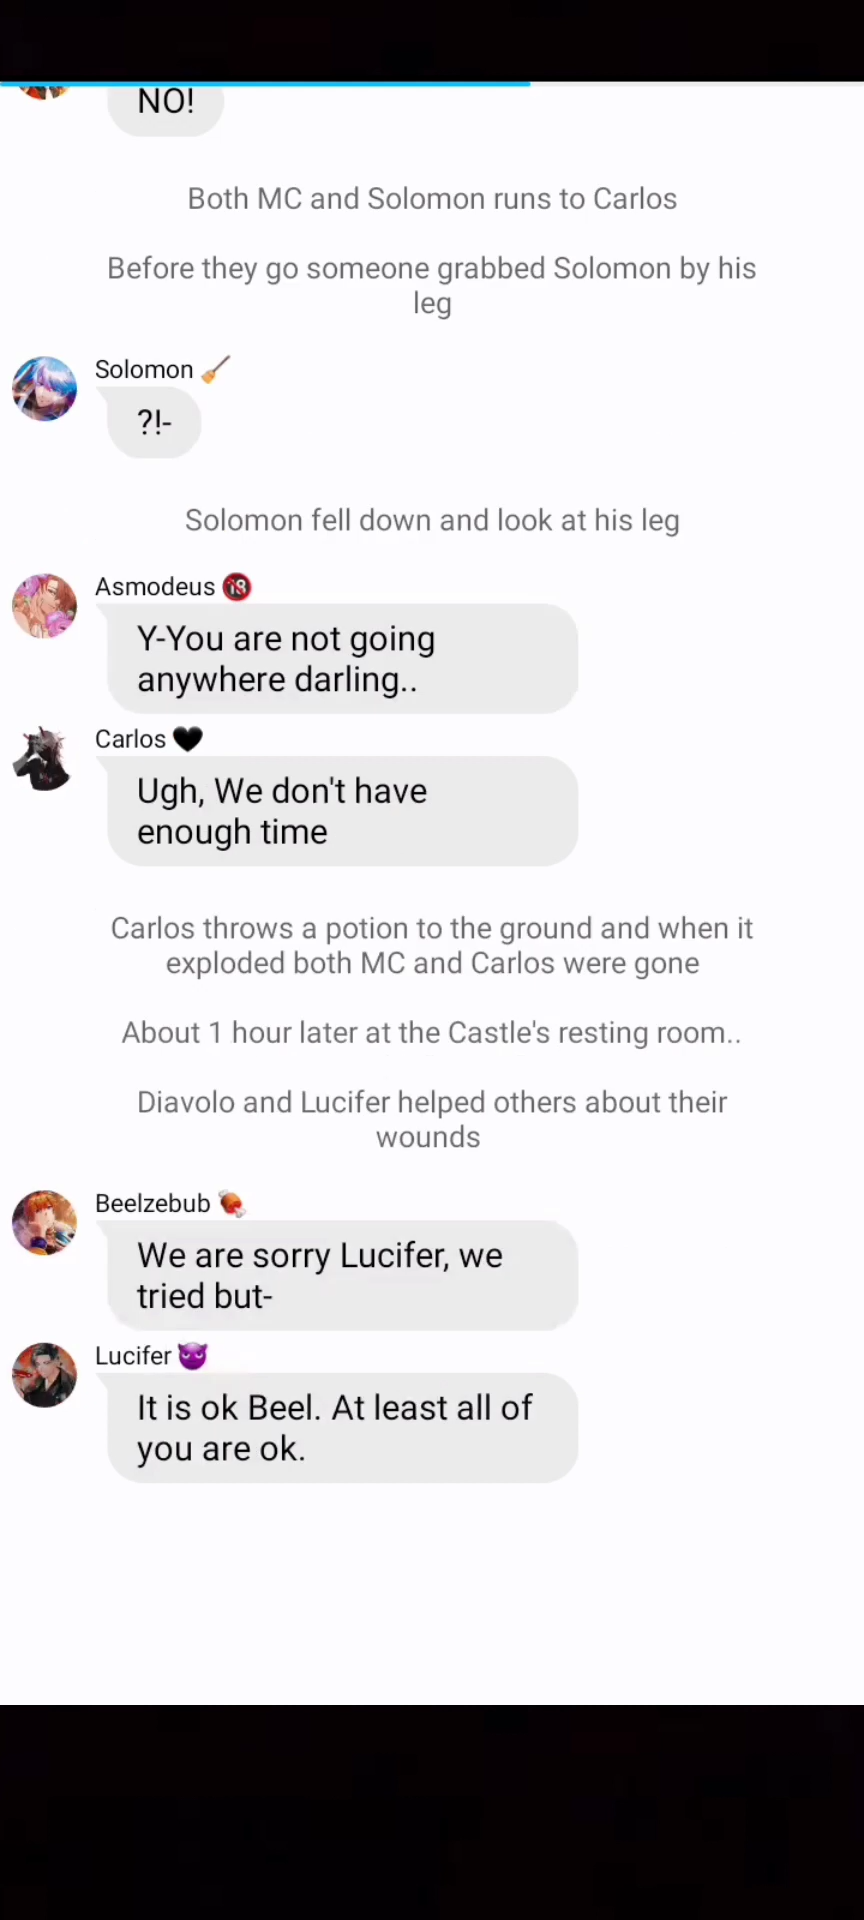 NO!
Both MC and Solomon runs to Carlos
Before they go someone grabbed Solomon by his
leg
Solomon 🧹
?!-
Solomon fell down and look at his leg
Asmodeus 🔞
Y-You are not going
anywhere darling..
Carlos 🖤
Ugh, We don't have
enough time
Carlos throws a potion to the ground and when it
exploded both MC and Carlos were gone
About 1 hour later at the Castle's resting room..
Diavolo and Lucifer helped others about their
wounds
Beelzebub 🍖
We are sorry Lucifer, we
tried but-
Lucifer 😈
It is ok Beel. At least all of
you are ok.